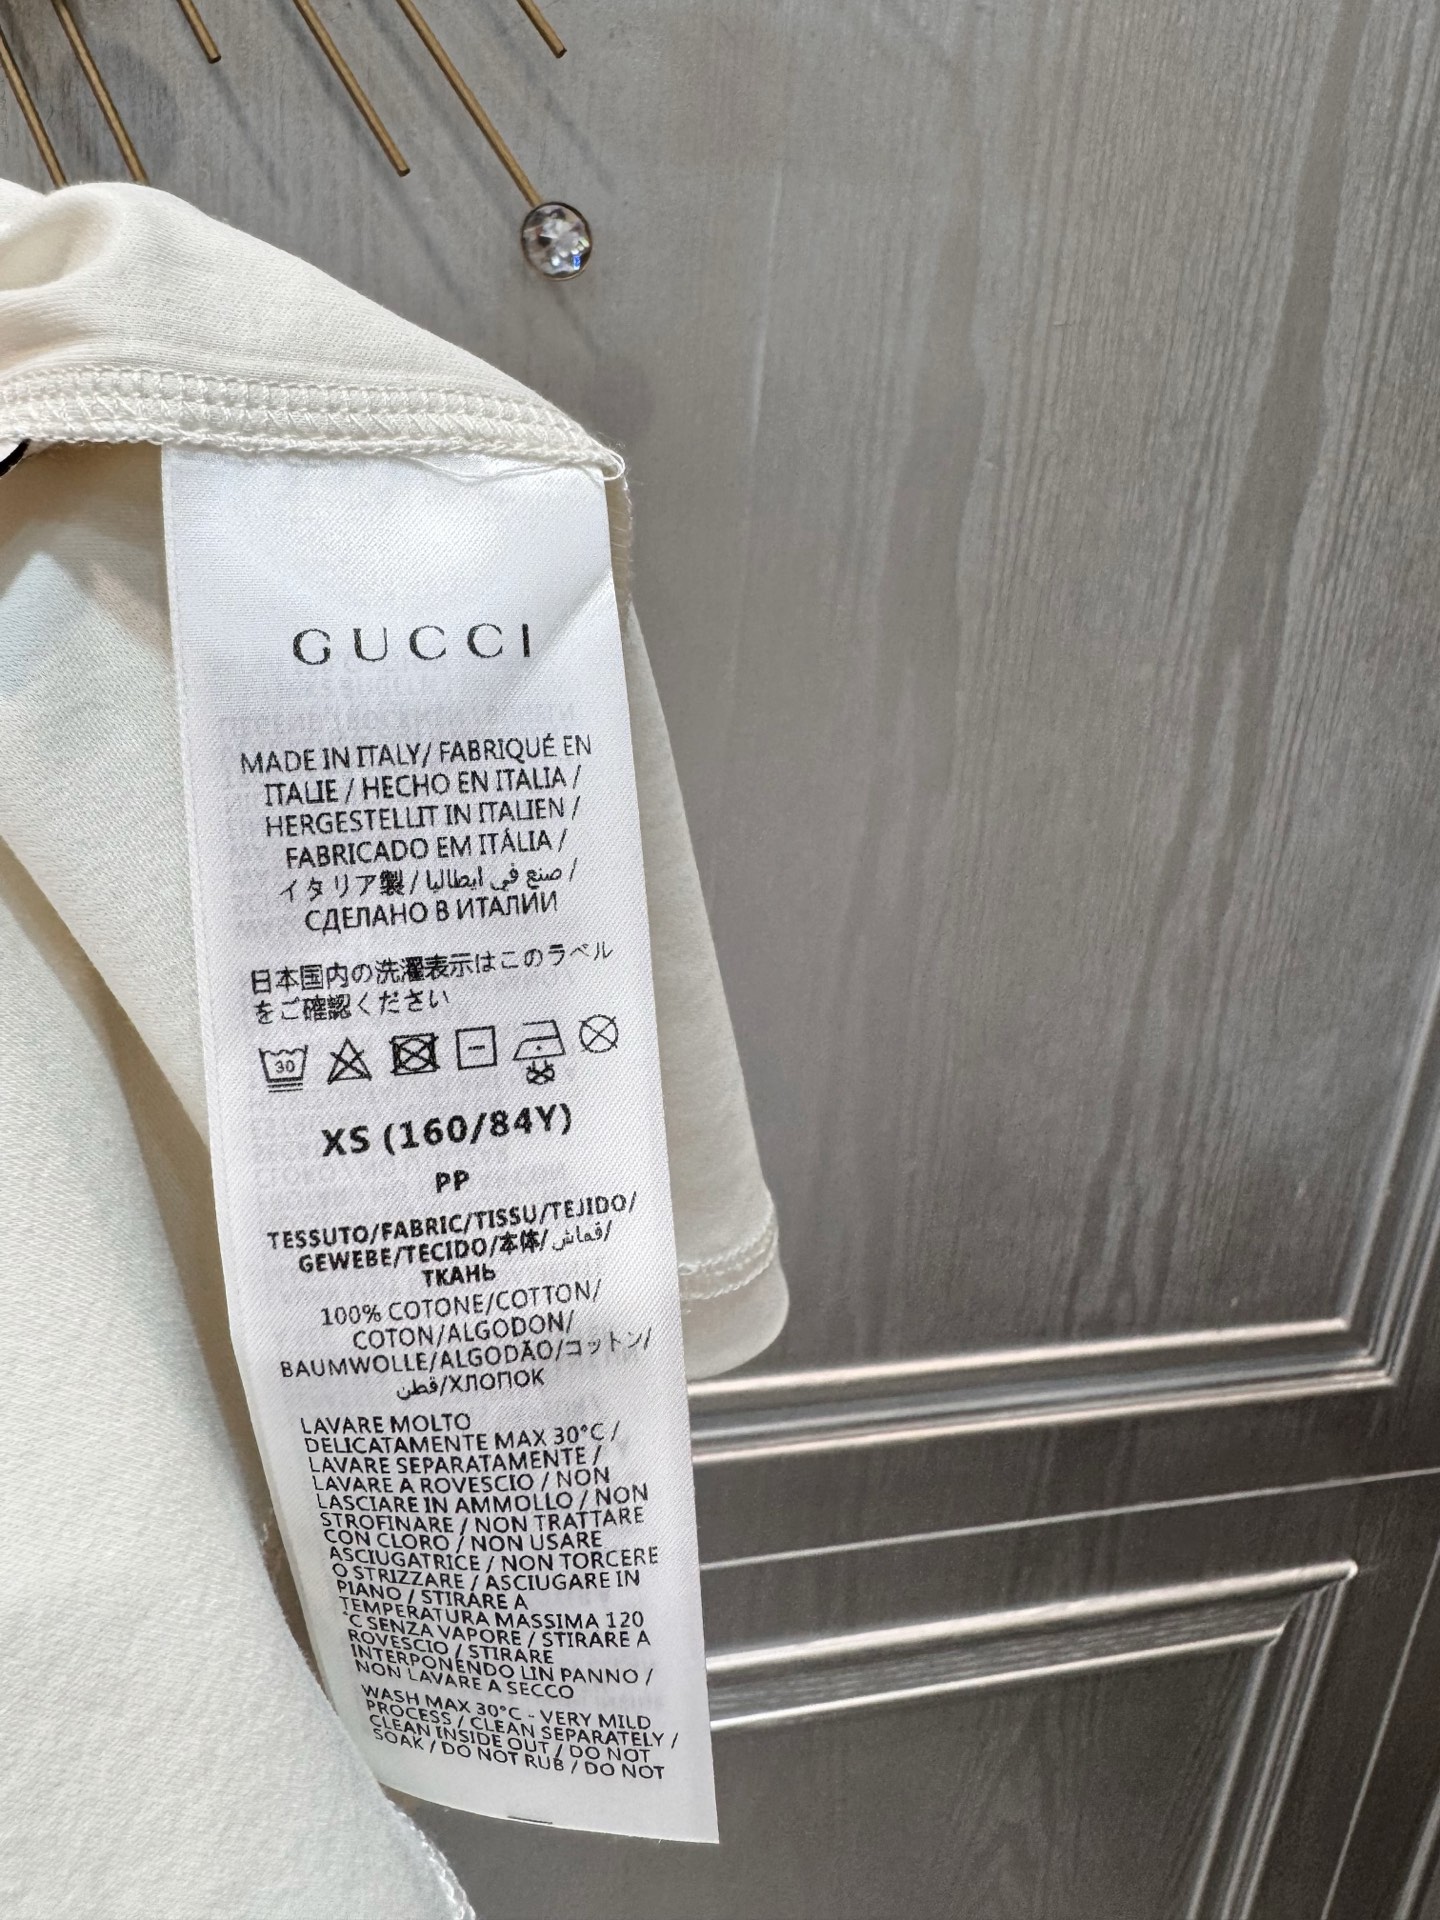 GUCCI
MADE IN ITALY/ FABRIQUÉ EN
ITALIE / HECHO EN ITALIA /
HERGESTELLIT IN ITALIEN /
FABRICADO EM ITÁLIA /
イタリア製 / صنع في ايطاليا /
СДЕЛАНО В ИТАЛИИ
日本国内の洗濯表示はこのラベル
をご確認ください
30
XS (160/84Y)
PP
TESSUTO/FABRIC/TISSU/TEJIDO/
GEWEBE/TECIDO/本体/قماش/
ТКАНЬ
100% COTONE/COTTON/
COTON/ALGODON/
BAUMWOLLE/ALGODÃO/コットン/
قطن/ХЛОПОК
LAVARE MOLTO
DELICATAMENTE MAX 30°C /
LAVARE SEPARATAMENTE /
LAVARE A ROVESCIO / NON
LASCIARE IN AMMOLLO / NON
STROFINARE / NON TRATTARE
CON CLORO / NON USARE
ASCIUGATRICE / NON TORCERE
O STRIZZARE / ASCIUGARE IN
PIANO / STIRARE A
TEMPERATURA MASSIMA 120
°C SENZA VAPORE / STIRARE A
ROVESCIO / STIRARE
INTERPONENDO LIN PANNO /
NON LAVARE A SECCO
WASH MAX 30°C - VERY MILD
PROCESS / CLEAN SEPARATELY /
CLEAN INSIDE OUT / DO NOT
SOAK / DO NOT RUB / DO NOT